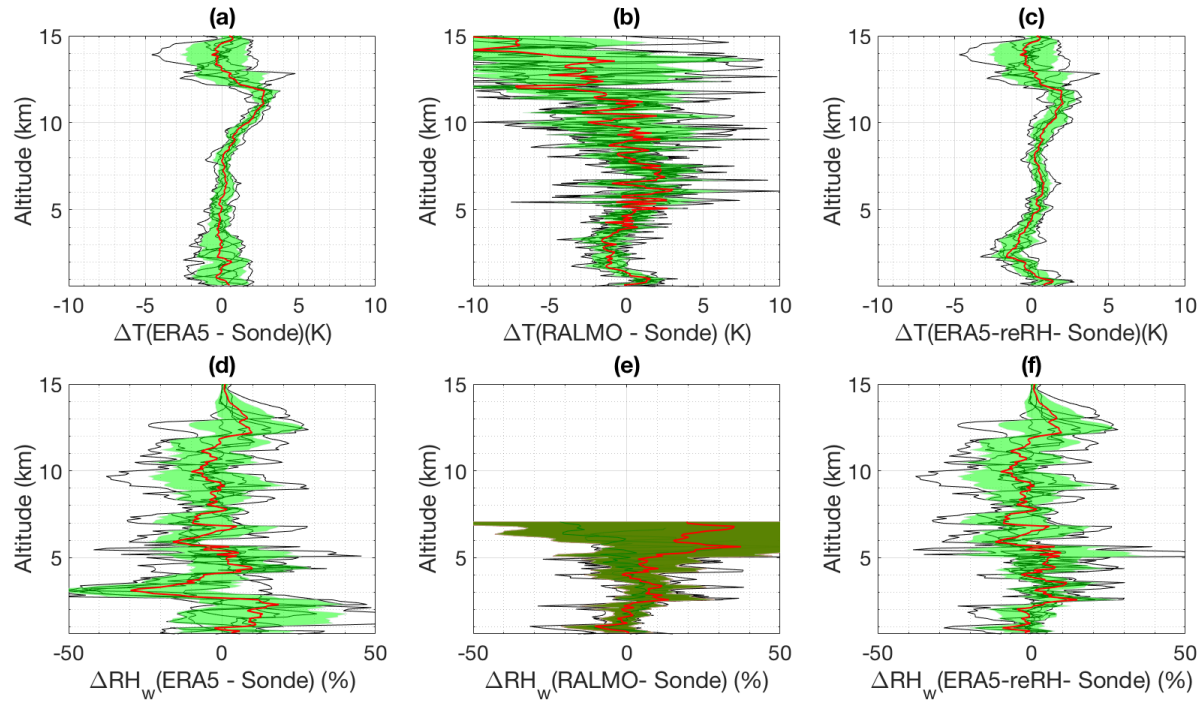 (a)
15
10
5
Altitude (km)
-10 -5 0 5 10
ΔT(ERA5 - Sonde)(K)
(b)
15
10
5
Altitude (km)
-10 -5 0 5 10
ΔT(RALMO - Sonde) (K)
(c)
15
10
5
Altitude (km)
-10 -5 0 5 10
ΔT(ERA5-reRH- Sonde)(K)
(d)
15
10
5
Altitude (km)
-50 0 50
ΔRH_w(ERA5 - Sonde) (%)
(e)
15
10
5
Altitude (km)
-50 0 50
ΔRH_w(RALMO- Sonde) (%)
(f)
15
10
5
Altitude (km)
-50 0 50
ΔRH_w(ERA5-reRH- Sonde) (%)